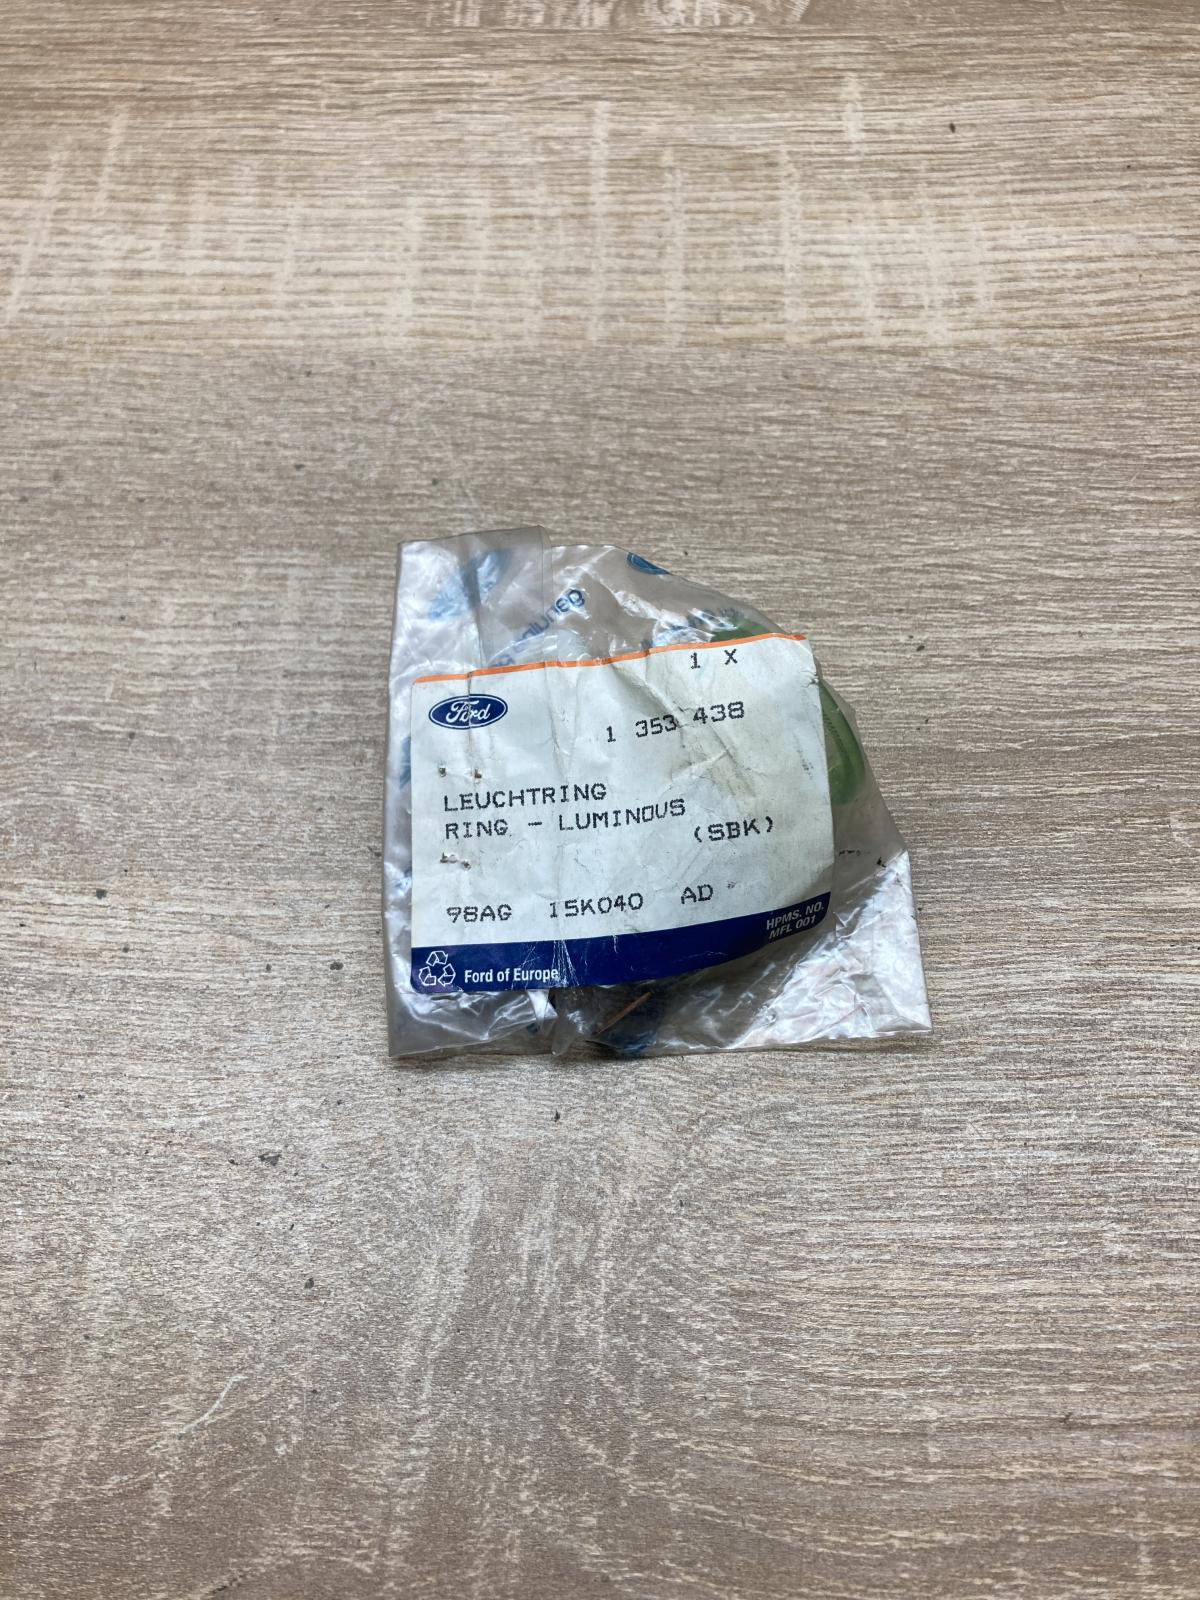 genuine
1 X
Ford
1 353 438
LEUCHTRING
RING - LUMINOUS
(SBK)
98AG 15K040 AD
HPMS. NO.
MFL 001
Ford of Europe